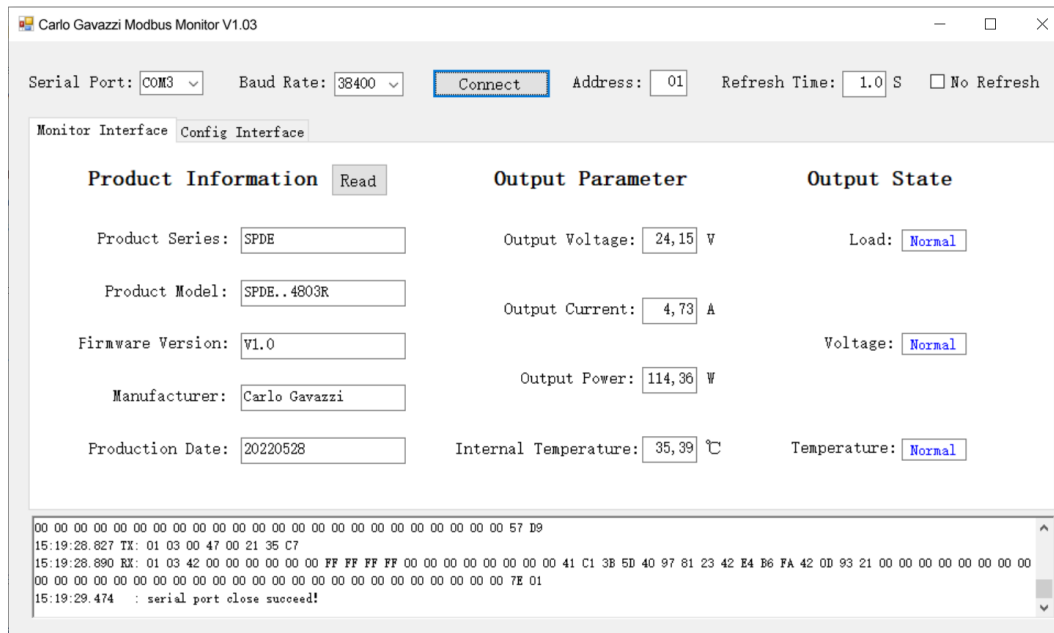 Carlo Gavazzi Modbus Monitor V1.03
Serial Port: COM3 Baud Rate: 38400 Connect Address: 01 Refresh Time: 1.0 S No Refresh
Monitor Interface Config Interface
Product Information Read Output Parameter Output State
Product Series: SPDE Output Voltage: 24,15 V Load: Normal
Product Model: SPDE..4803R
Output Current: 4,73 A
Firmware Version: V1.0 Voltage: Normal
Output Power: 114,36 W
Manufacturer: Carlo Gavazzi
Production Date: 20220528 Internal Temperature: 35,39 ℃ Temperature: Normal
00 00 00 00 00 00 00 00 00 00 00 00 00 00 00 00 00 00 00 00 00 00 00 00 57 D9
15:19:28.827 TX: 01 03 00 47 00 21 35 C7
15:19:28.890 RX: 01 03 42 00 00 00 00 00 00 FF FF FF FF 00 00 00 00 00 00 00 00 41 C1 3B 5D 40 97 81 23 42 E4 B6 FA 42 0D 93 21 00 00 00 00 00 00 00 00
00 00 00 00 00 00 00 00 00 00 00 00 00 00 00 00 00 00 00 00 00 00 00 00 7E 01
15:19:29.474 : serial port close succeed!